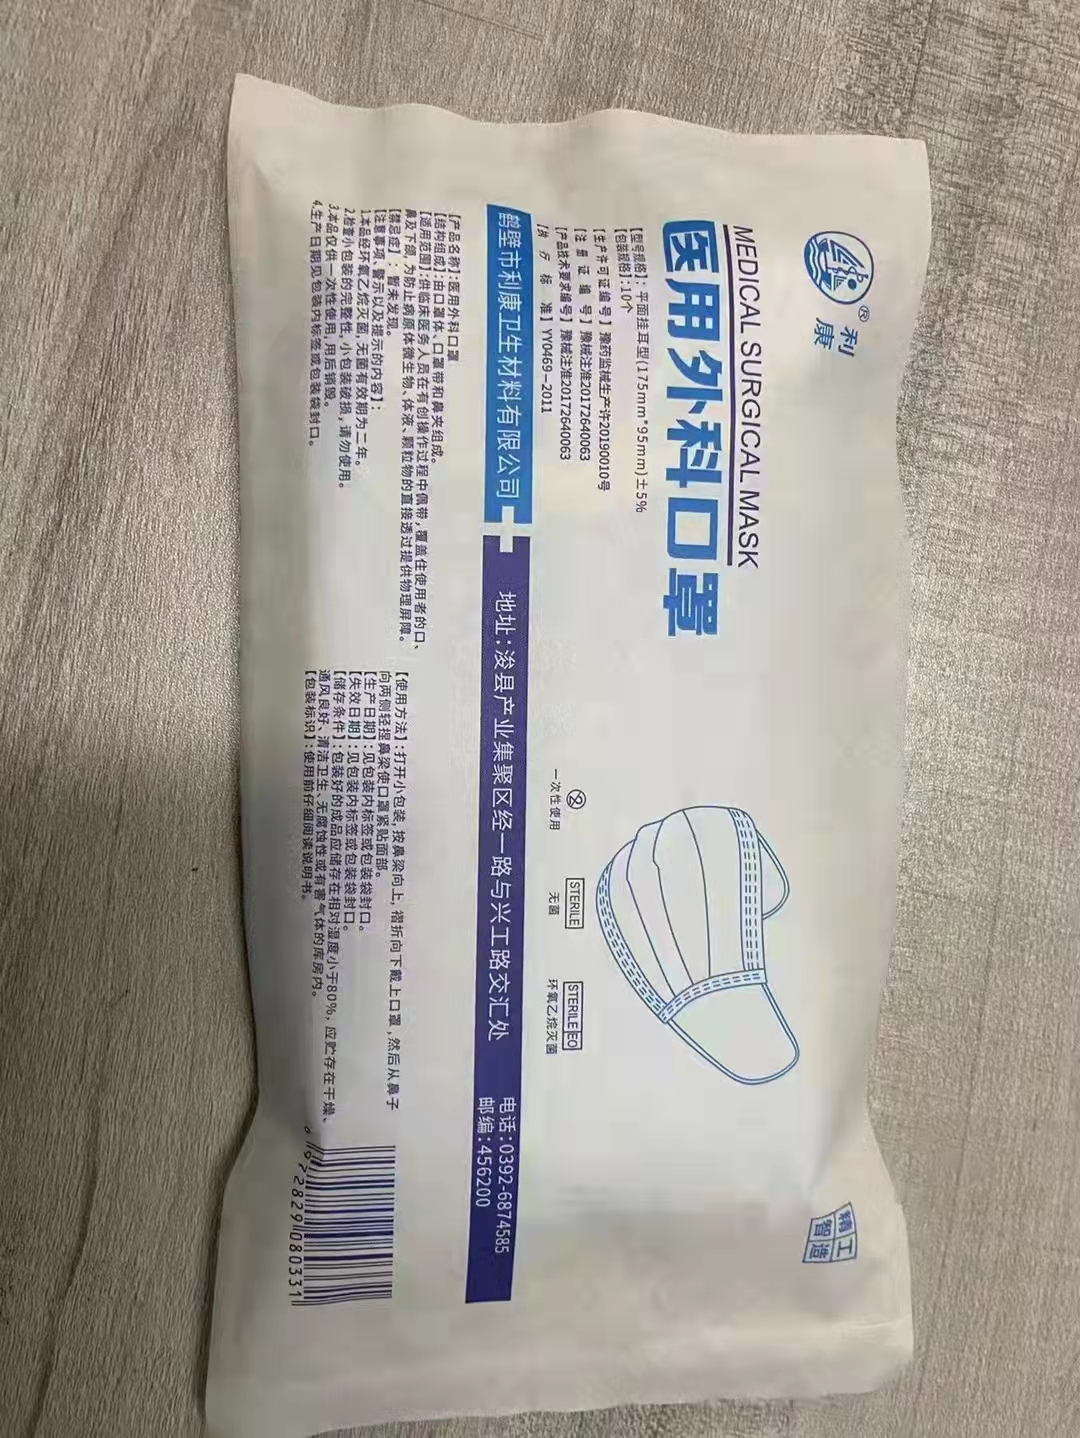 利康®
MEDICAL SURGICAL MASK
医用外科口罩
精工
智造
【型号规格】:平面挂耳型(175mm*95mm)±5%
【包装规格】:10个
【生产许可证编号】豫药监械生产许20190010号
【注 册 证 编 号】豫械注准20172640063
【产品技术要求编号】豫械注准20172640063
【执 行 标 准】YY0469-2011
一次性使用
STERILE
无菌
STERILE EO
环氧乙烷灭菌
鹤壁市利康卫生材料有限公司
地址:浚县产业集聚区经一路与兴工路交汇处
电话:0392-6874585
邮编:456200
【产品名称】:医用外科口罩
【结构组成】:由口罩体、口罩带和鼻夹组成。
【适用范围】:供临床医务人员在有创操作过程中佩带,覆盖住使用者的口、
鼻及下颌,为防止病原体微生物、体液、颗粒物的直接透过提供物理屏障。
【禁忌症】:暂未发现。
【注意事项、警示以及提示的内容】:
1.本品经环氧乙烷灭菌,无菌有效期为二年。
2.检查小包装的完整性,小包装破损,请勿使用。
3.本品仅供一次性使用,用后销毁。
4.生产日期见包装内标签或包装袋封口。
【使用方法】:打开小包装,按鼻梁向上,褶折向下戴上口罩,然后从鼻子
向两侧轻捏鼻梁使口罩紧贴面部。
【生产日期】:见包装内标签或包装袋封口。
【失效日期】:见包装内标签或包装袋封口。
【储存条件】:包装好的成品应储存在相对湿度小于80%,应贮存在干燥、
通风良好、清洁卫生、无腐蚀性或有害气体的库房内。
【包装标识】:使用前仔细阅读说明书。
6972829080331